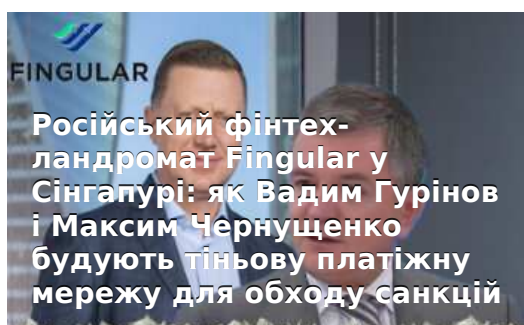 FINGULAR
Російський фінтех-
ландромат Fingular у
Сінгапурі: як Вадим Гурінов
і Максим Чернущенко
будують тіньову платіжну
мережу для обходу санкцій